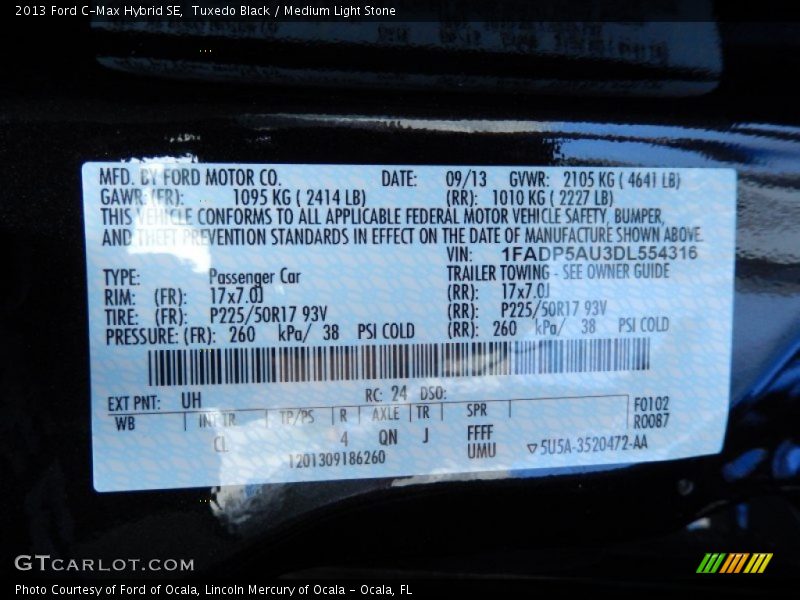 2013 Ford C-Max Hybrid SE, Tuxedo Black / Medium Light Stone
MFD. BY FORD MOTOR CO. DATE: 09/13 GVWR: 2105 KG ( 4641 LB)
GAWR: (FR): 1095 KG ( 2414 LB) (RR): 1010 KG ( 2227 LB)
THIS VEHICLE CONFORMS TO ALL APPLICABLE FEDERAL MOTOR VEHICLE SAFETY, BUMPER,
AND THEFT PREVENTION STANDARDS IN EFFECT ON THE DATE OF MANUFACTURE SHOWN ABOVE.
VIN: 1FADP5AU3DL554316
TYPE: Passenger Car TRAILER TOWING - SEE OWNER GUIDE
RIM: (FR): 17x7.0J (RR): 17x7.0J
TIRE: (FR): P225/50R17 93V (RR): P225/50R17 93V
PRESSURE: (FR): 260 kPa/ 38 PSI COLD (RR): 260 kPa/ 38 PSI COLD
EXT PNT: UH RC: 24 DSO:
WB INT TR TP/PS R AXLE TR SPR F0102
CL 4 QN J FFFF R0087
1201309186260 UMU ▽5U5A-3520472-AA
GTCARLOT.COM
Photo Courtesy of Ford of Ocala, Lincoln Mercury of Ocala - Ocala, FL